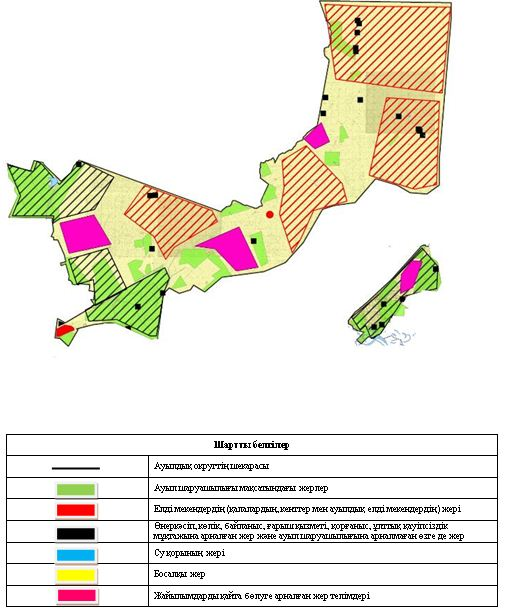 Шартты белгілер
Ауылдық округтің шекарасы
Ауыл шаруашылығы мақсатындағы жерлер
Елді мекендердің (қалалардың, кенттер мен ауылдық елді мекендердің) жері
Өнеркәсіп, көлік, байланыс, ғарыш қызметі, қорғаныс, ұлттық қауіпсіздік
мұқтажына арналған жер және ауыл шаруашылығына арналмаған өзге де жер
Су қорының жері
Босалқы жер
Жайылымдарды қайта бөлуге арналған жер телімдері